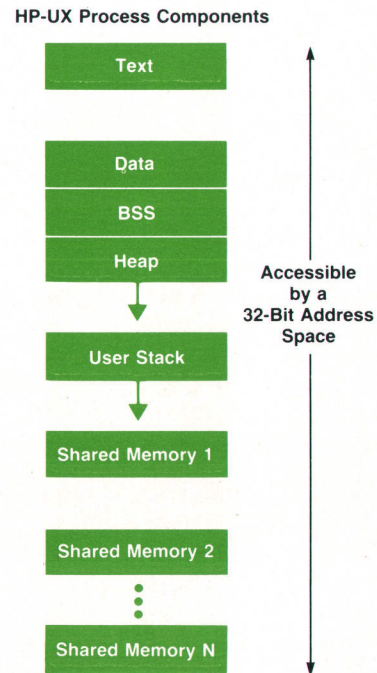 HP-UX Process Components
Text
Data
BSS
Heap
User Stack
Shared Memory 1
Shared Memory 2
Shared Memory N
Accessible
by a
32-Bit Address
Space